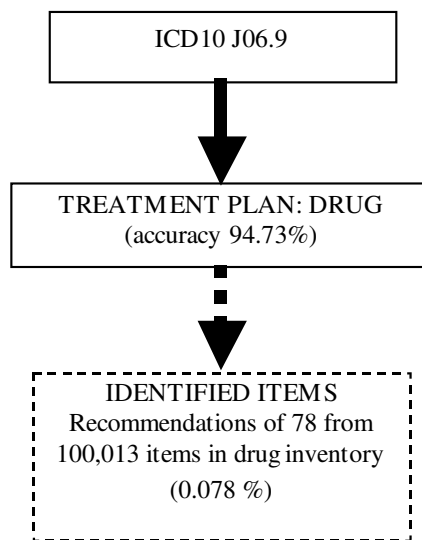 ICD10 J06.9
TREATMENT PLAN: DRUG
(accuracy 94.73%)
IDENTIFIED ITEMS
Recommendations of 78 from
100,013 items in drug inventory
(0.078 %)